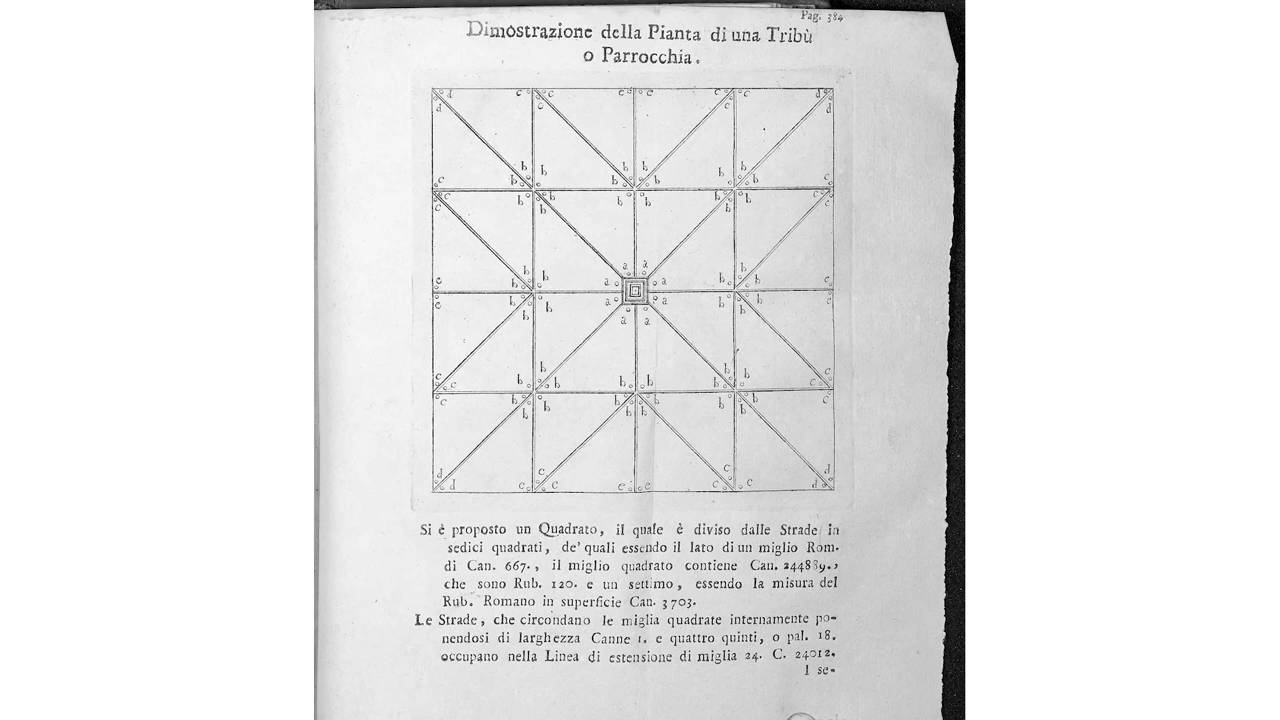 Pag. 384
Dimostrazione della Pianta di una Tribù
o Parrocchia.
d c c e e c c d
d c c d
b b b b b b
b b b b
c c b b b b b b c c
c b b c
a a
e b b a a b b e
e b b a a b b e
b a a b
c c b b b b b b c c
c b b b b b b c
b b b b
d c c d
d c c e e c c d
Si è proposto un Quadrato, il quale è diviso dalle Strade in
sedici quadrati, de' quali essendo il lato di un miglio Rom.
di Can. 667., il miglio quadrato contiene Can. 244889.,
che sono Rub. 120. e un settimo, essendo la misura del
Rub. Romano in superficie Can. 3703.
Le Strade, che circondano le miglia quadrate internamente po-
nendosi di larghezza Canne 1. e quattro quinti, o pal. 18.
occupano nella Linea di estensione di miglia 24. C. 24012.
I se-